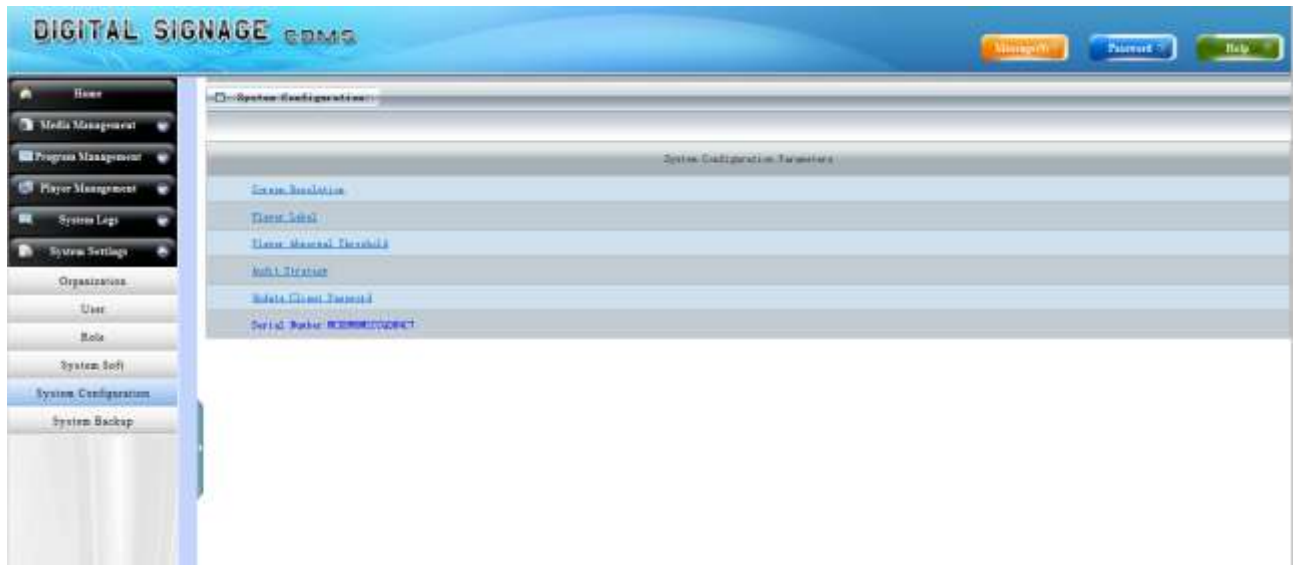 DIGITAL SIGNAGE CDMS
Password
Help
Home
System Configuration
Media Management
Program Management
System Configuration Parameters
Player Management
Screen Resolution
System Logs
Player Label
System Settings
Player Abnormal Threshold
Organization
Audit Strategy
User
Update Client Password
Role
Serial Number
System Soft
System Configuration
System Backup